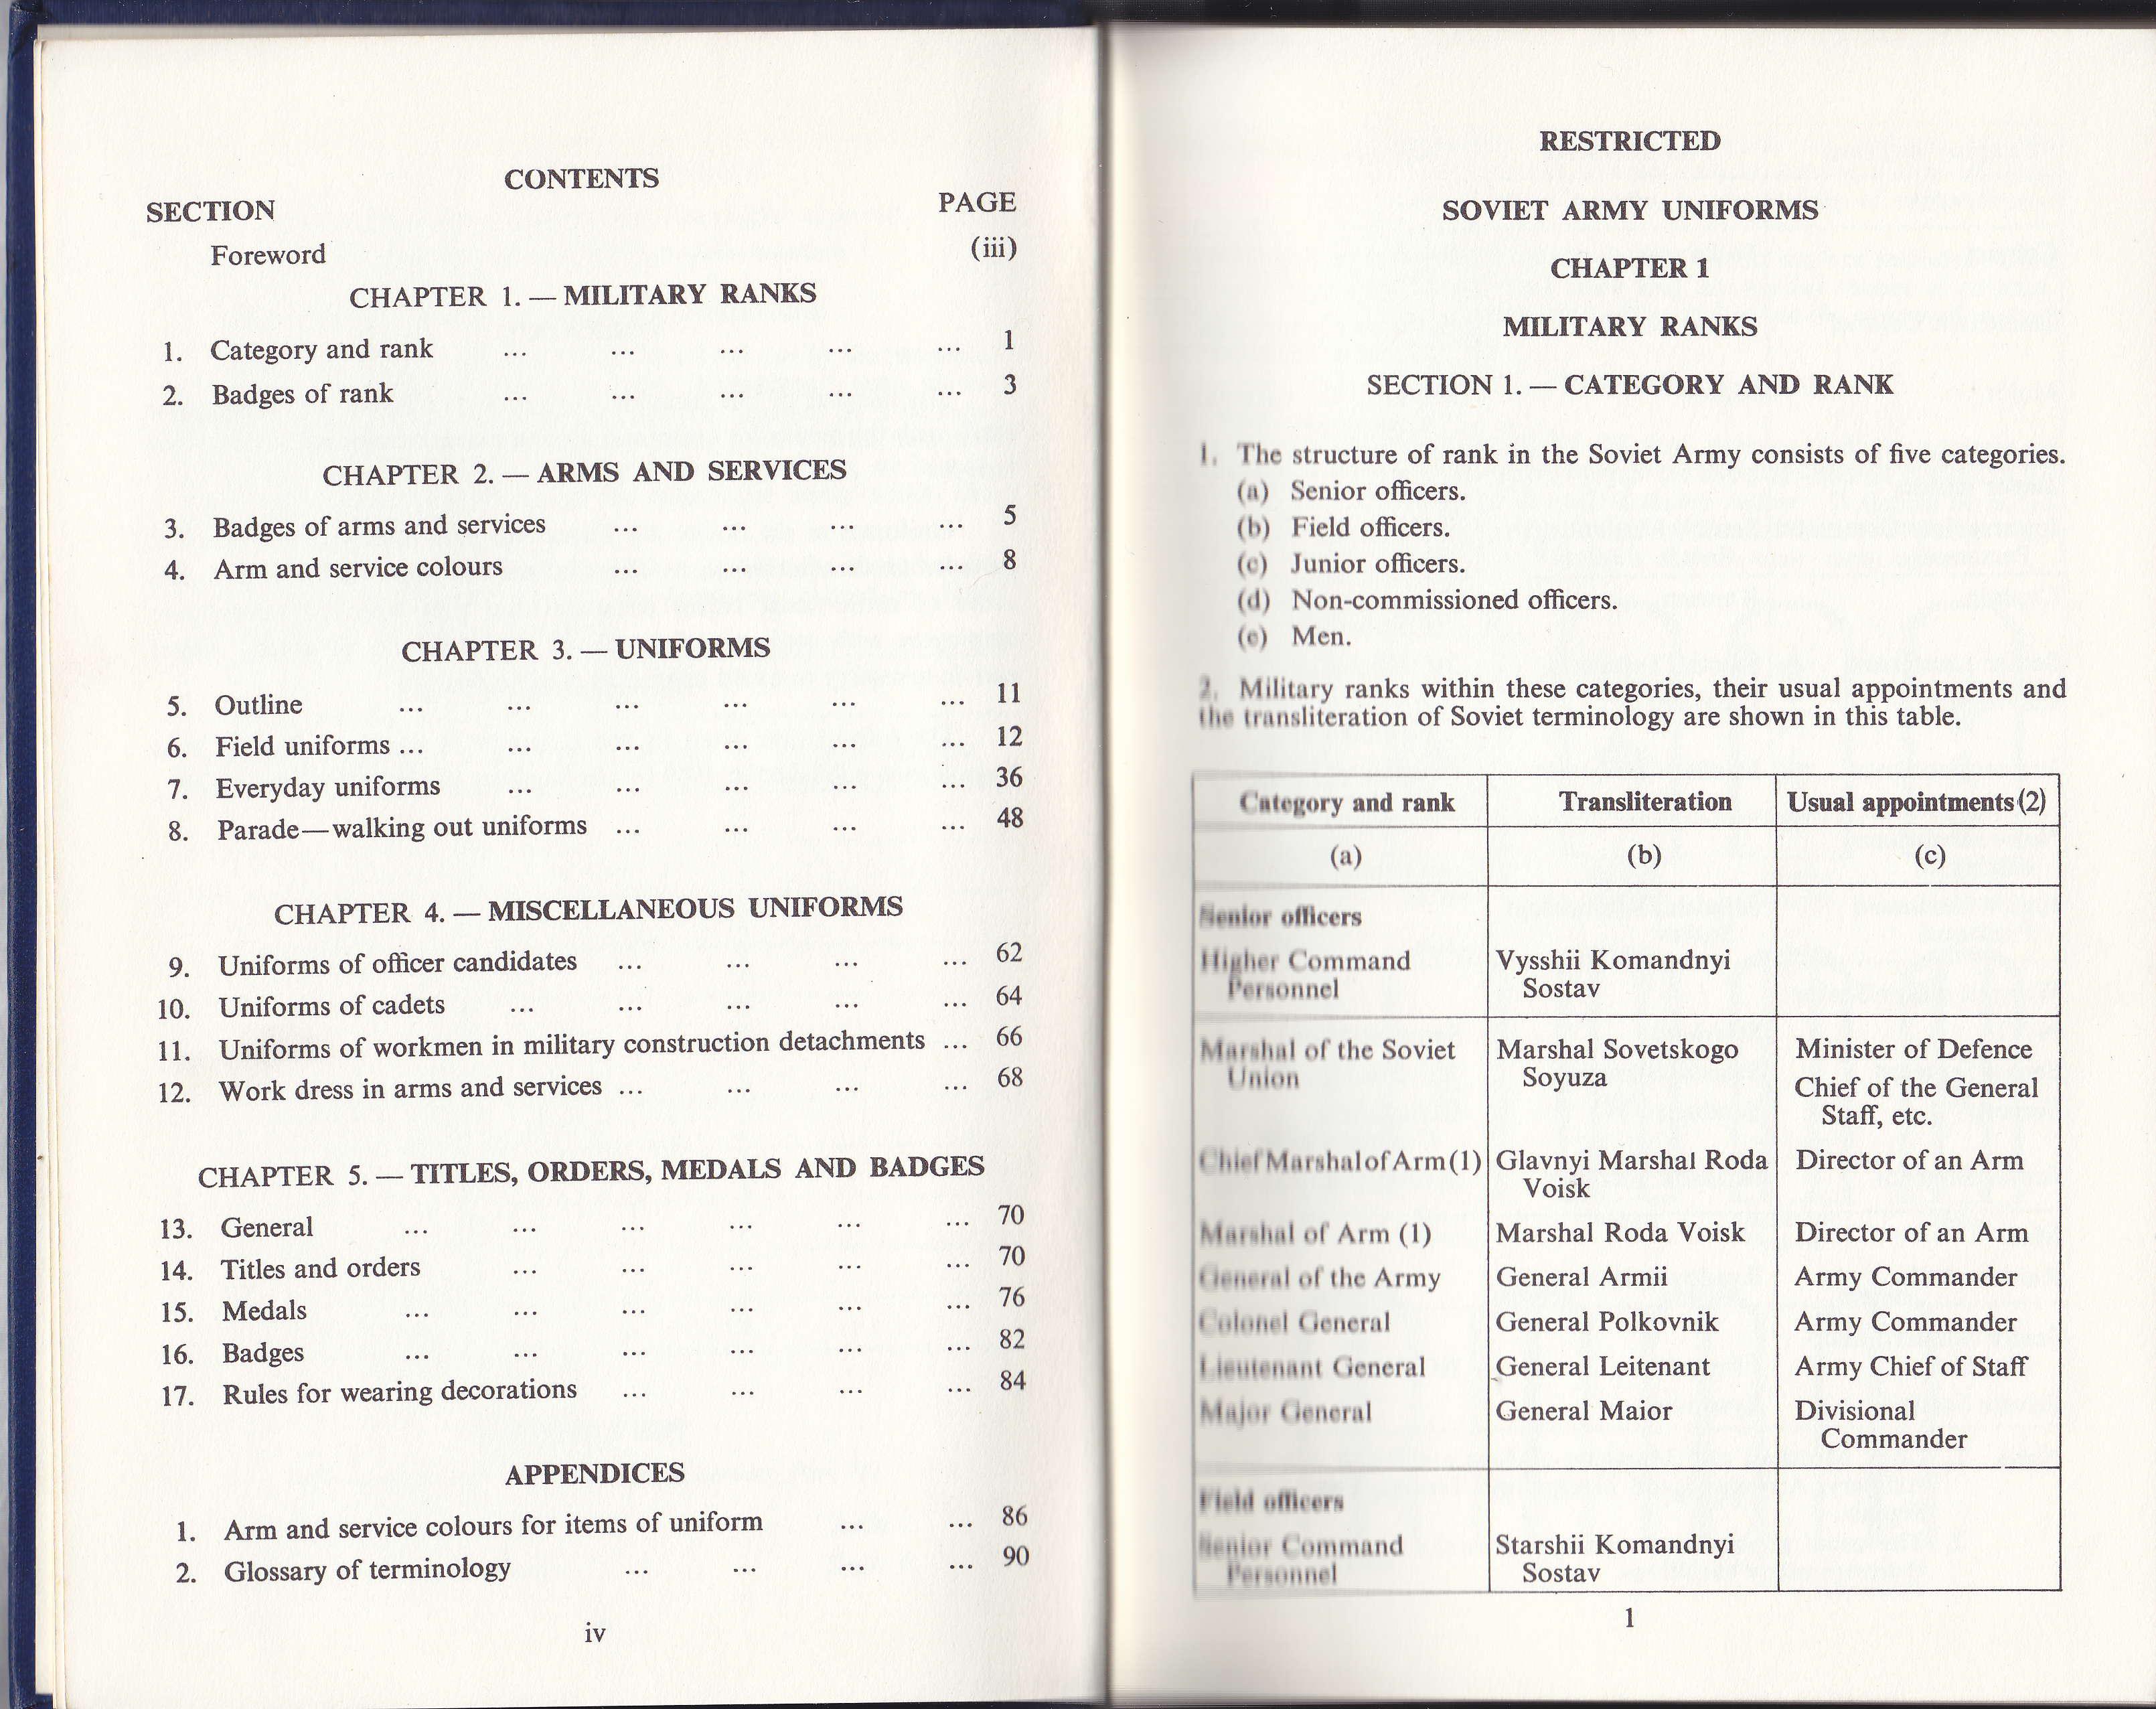 CONTENTS
SECTION PAGE
Foreword (iii)
CHAPTER 1. — MILITARY RANKS
1. Category and rank ... ... ... ... ... 1
2. Badges of rank ... ... ... ... ... 3
CHAPTER 2. — ARMS AND SERVICES
3. Badges of arms and services ... ... ... ... 5
4. Arm and service colours ... ... ... ... 8
CHAPTER 3. — UNIFORMS
5. Outline ... ... ... ... ... ... 11
6. Field uniforms ... ... ... ... ... ... 12
7. Everyday uniforms ... ... ... ... ... 36
8. Parade—walking out uniforms ... ... ... ... 48
CHAPTER 4. — MISCELLANEOUS UNIFORMS
9. Uniforms of officer candidates ... ... ... ... 62
10. Uniforms of cadets ... ... ... ... ... 64
11. Uniforms of workmen in military construction detachments ... 66
12. Work dress in arms and services ... ... ... ... 68
CHAPTER 5. — TITLES, ORDERS, MEDALS AND BADGES
13. General ... ... ... ... ... ... 70
14. Titles and orders ... ... ... ... ... 70
15. Medals ... ... ... ... ... ... 76
16. Badges ... ... ... ... ... ... 82
17. Rules for wearing decorations ... ... ... ... 84
APPENDICES
1. Arm and service colours for items of uniform ... ... 86
2. Glossary of terminology ... ... ... ... 90
iv
RESTRICTED
SOVIET ARMY UNIFORMS
CHAPTER 1
MILITARY RANKS
SECTION 1. — CATEGORY AND RANK
1. The structure of rank in the Soviet Army consists of five categories.
(a) Senior officers.
(b) Field officers.
(c) Junior officers.
(d) Non-commissioned officers.
(e) Men.
2. Military ranks within these categories, their usual appointments and
the transliteration of Soviet terminology are shown in this table.
Category and rank Transliteration Usual appointments (2)
(a) (b) (c)
Senior officers
Higher Command Vysshii Komandnyi
Personnel Sostav
Marshal of the Soviet Marshal Sovetskogo Minister of Defence
Union Soyuza
Chief of the General
Staff, etc.
Chief Marshal of Arm (1) Glavnyi Marshal Roda Director of an Arm
Voisk
Marshal of Arm (1) Marshal Roda Voisk Director of an Arm
General of the Army General Armii Army Commander
Colonel General General Polkovnik Army Commander
Lieutenant General General Leitenant Army Chief of Staff
Major General General Maior Divisional
Commander
Field officers
Senior Command Starshii Komandnyi
Personnel Sostav
1